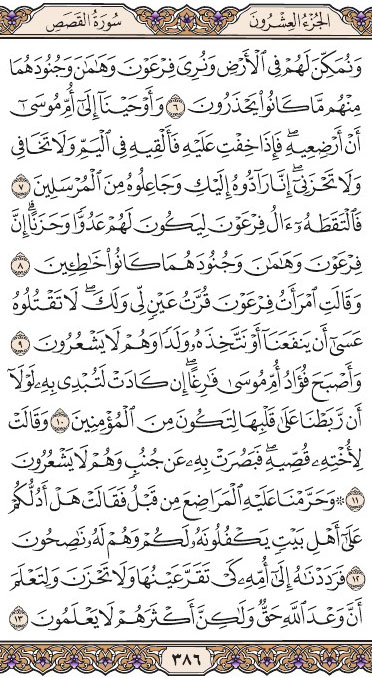 الجُزْءُ العِشْرُونَ سُورَةُ القَصَصِ
وَنُمَكِّنَ لَهُمْ فِي ٱلْأَرْضِ وَنُرِيَ فِرْعَوْنَ وَهَٰمَٰنَ وَجُنُودَهُمَا
مِنْهُم مَّا كَانُوا۟ يَحْذَرُونَ ٦ وَأَوْحَيْنَآ إِلَىٰٓ أُمِّ مُوسَىٰٓ
أَنْ أَرْضِعِيهِ ۖ فَإِذَا خِفْتِ عَلَيْهِ فَأَلْقِيهِ فِي ٱلْيَمِّ وَلَا تَخَافِي
وَلَا تَحْزَنِيٓ ۖ إِنَّا رَآدُّوهُ إِلَيْكِ وَجَاعِلُوهُ مِنَ ٱلْمُرْسَلِينَ ٧
فَٱلْتَقَطَهُۥٓ ءَالُ فِرْعَوْنَ لِيَكُونَ لَهُمْ عَدُوًّا وَحَزَنًا ۗ إِنَّ
فِرْعَوْنَ وَهَٰمَٰنَ وَجُنُودَهُمَا كَانُوا۟ خَٰطِـِٔينَ ٨
وَقَالَتِ ٱمْرَأَتُ فِرْعَوْنَ قُرَّتُ عَيْنٍ لِّي وَلَكَ ۖ لَا تَقْتُلُوهُ
عَسَىٰٓ أَن يَنفَعَنَآ أَوْ نَتَّخِذَهُۥ وَلَدًا وَهُمْ لَا يَشْعُرُونَ ٩
وَأَصْبَحَ فُؤَادُ أُمِّ مُوسَىٰ فَٰرِغًا ۖ إِن كَادَتْ لَتُبْدِي بِهِۦ لَوْلَآ
أَن رَّبَطْنَا عَلَىٰ قَلْبِهَا لِتَكُونَ مِنَ ٱلْمُؤْمِنِينَ ١٠ وَقَالَتْ
لِأُخْتِهِۦ قُصِّيهِ ۖ فَبَصُرَتْ بِهِۦ عَن جُنُبٍ وَهُمْ لَا يَشْعُرُونَ
١١ ۞ وَحَرَّمْنَا عَلَيْهِ ٱلْمَرَاضِعَ مِن قَبْلُ فَقَالَتْ هَلْ أَدُلُّكُمْ
عَلَىٰٓ أَهْلِ بَيْتٍ يَكْفُلُونَهُۥ لَكُمْ وَهُمْ لَهُۥ نَٰصِحُونَ
١٢ فَرَدَدْنَٰهُ إِلَىٰٓ أُمِّهِۦ كَيْ تَقَرَّ عَيْنُهَا وَلَا تَحْزَنَ وَلِتَعْلَمَ
أَنَّ وَعْدَ ٱللَّهِ حَقٌّ وَلَٰكِنَّ أَكْثَرَهُمْ لَا يَعْلَمُونَ ١٣
٣٨٦